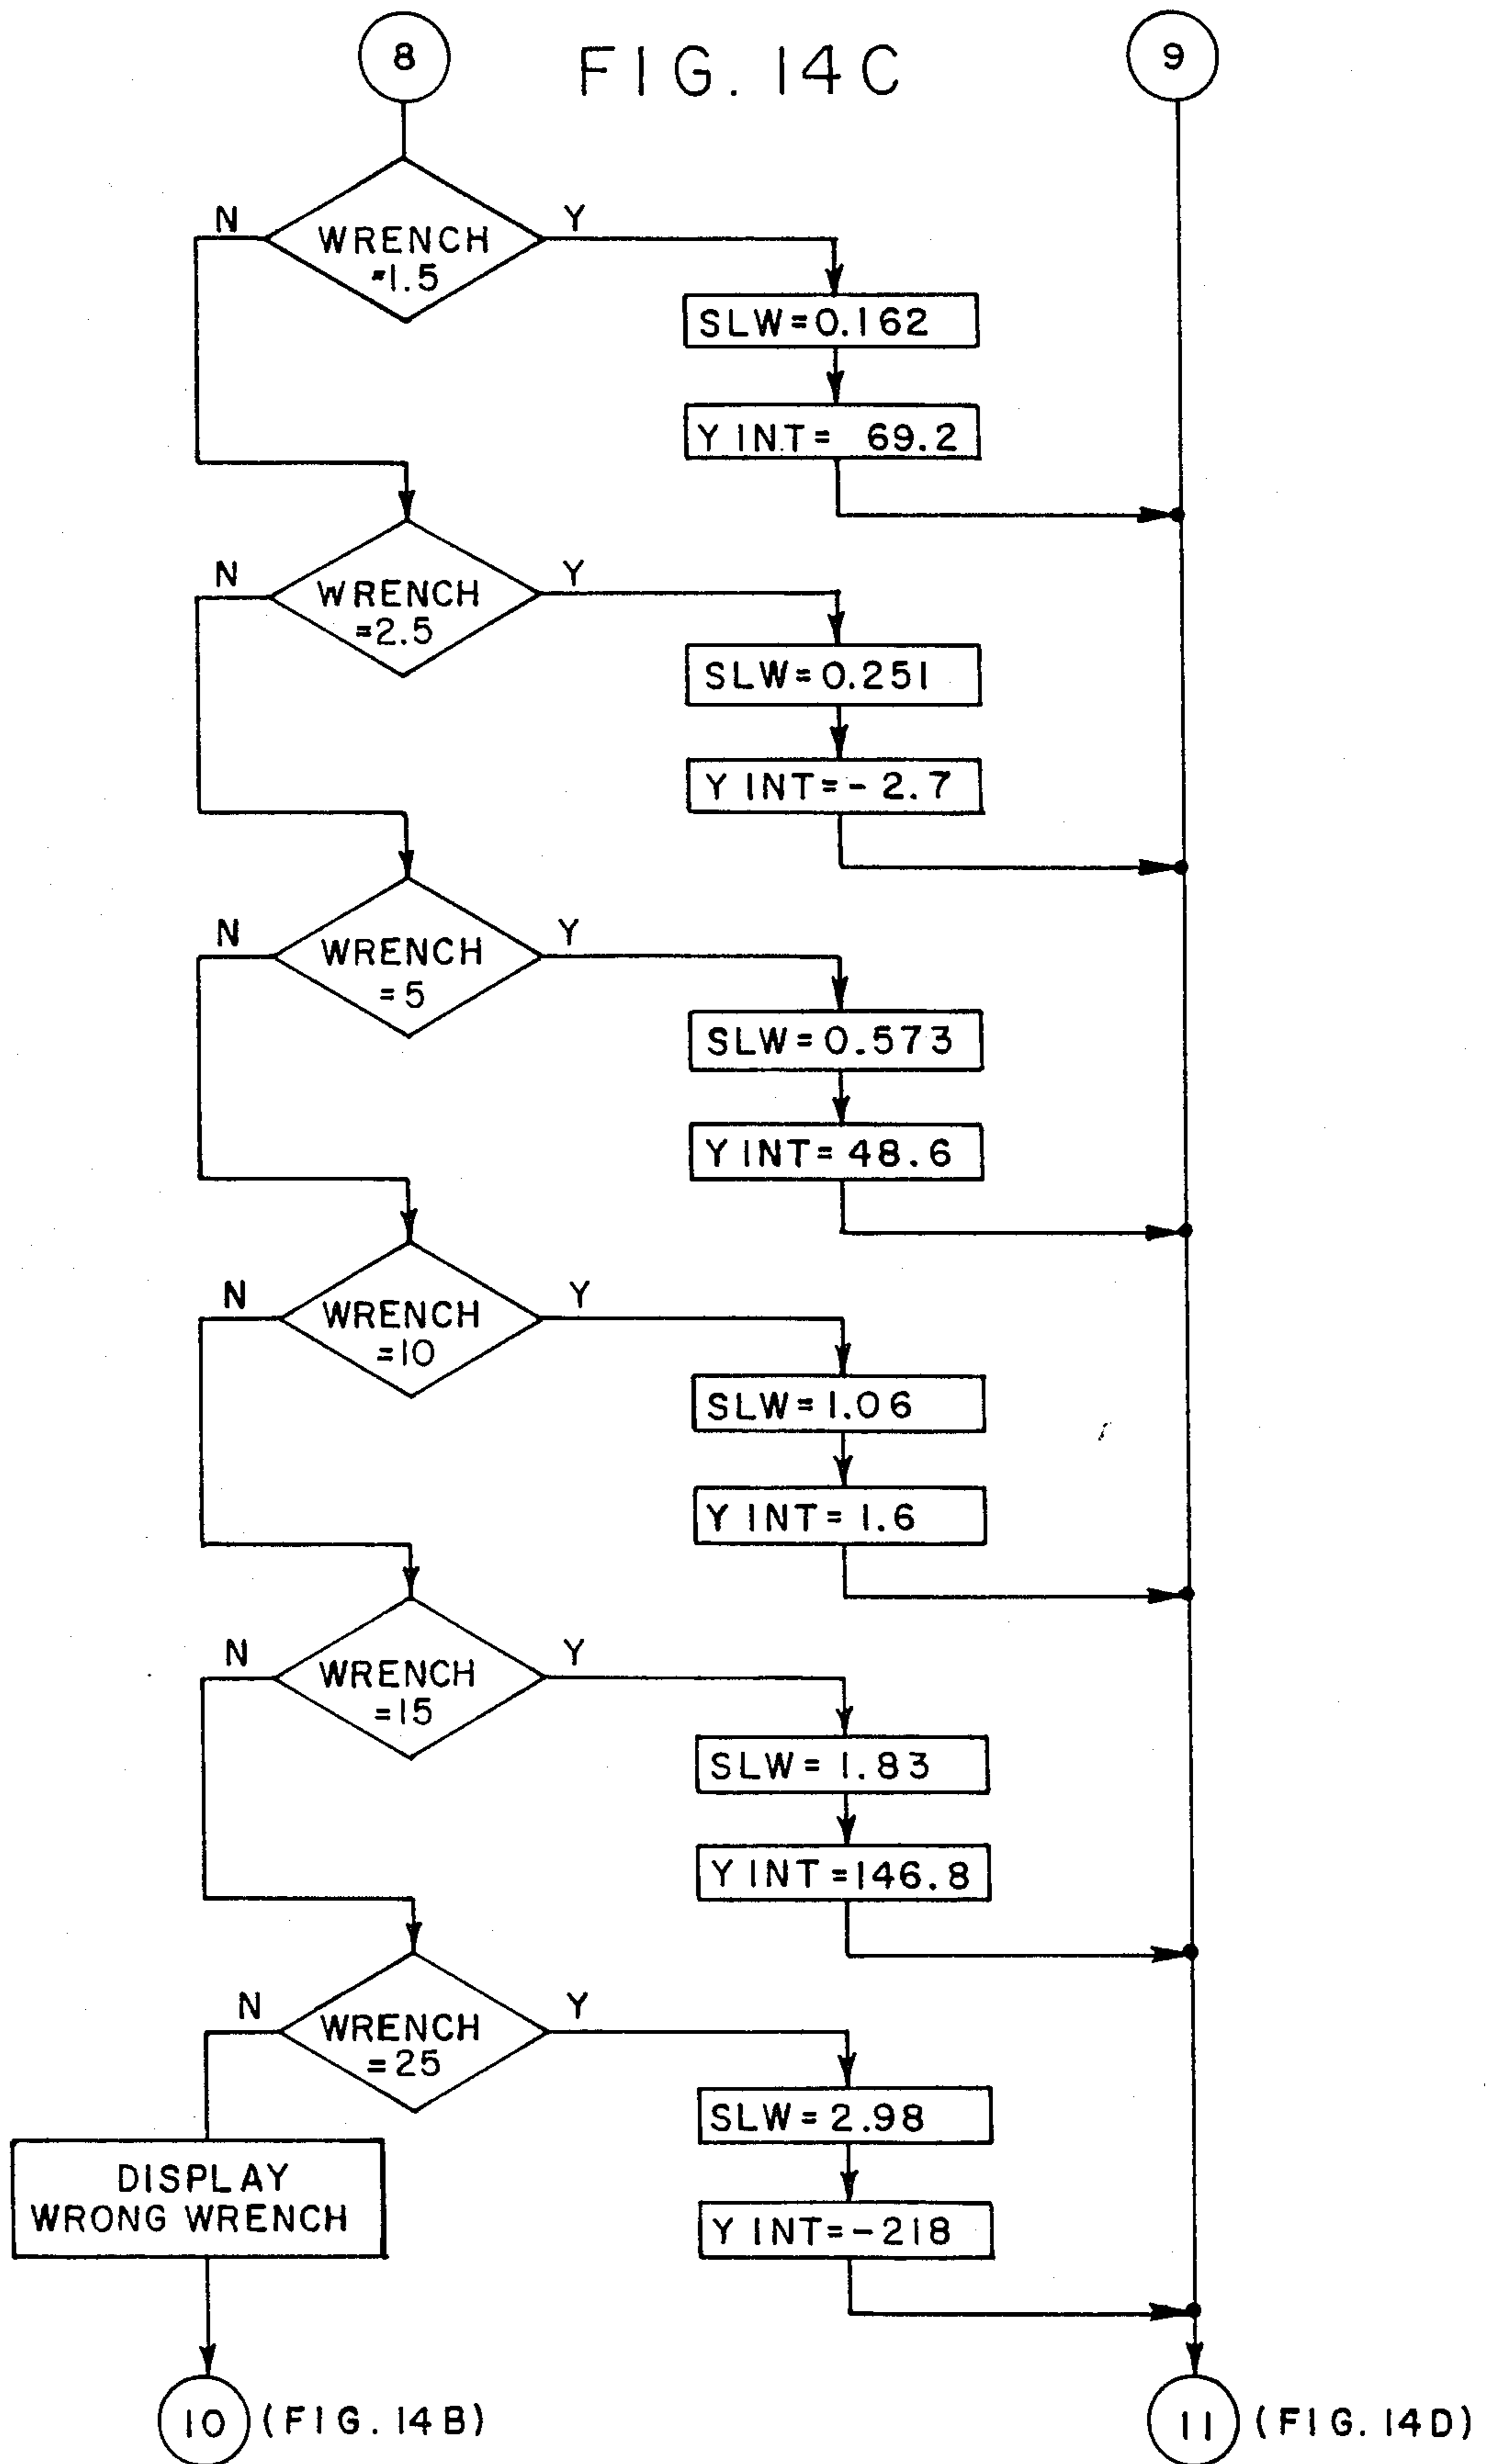 8
FIG. 14C
9
N
WRENCH
=1.5
Y
SLW=0.162
Y INT= 69.2
N
WRENCH
=2.5
Y
SLW=0.251
Y INT=-2.7
N
WRENCH
=5
Y
SLW=0.573
Y INT=48.6
N
WRENCH
=10
Y
SLW=1.06
Y INT=1.6
N
WRENCH
=15
Y
SLW=1.83
Y INT=146.8
N
WRENCH
=25
Y
SLW=2.98
DISPLAY
WRONG WRENCH
Y INT=-218
10 (FIG. 14B)
11 (FIG. 14D)